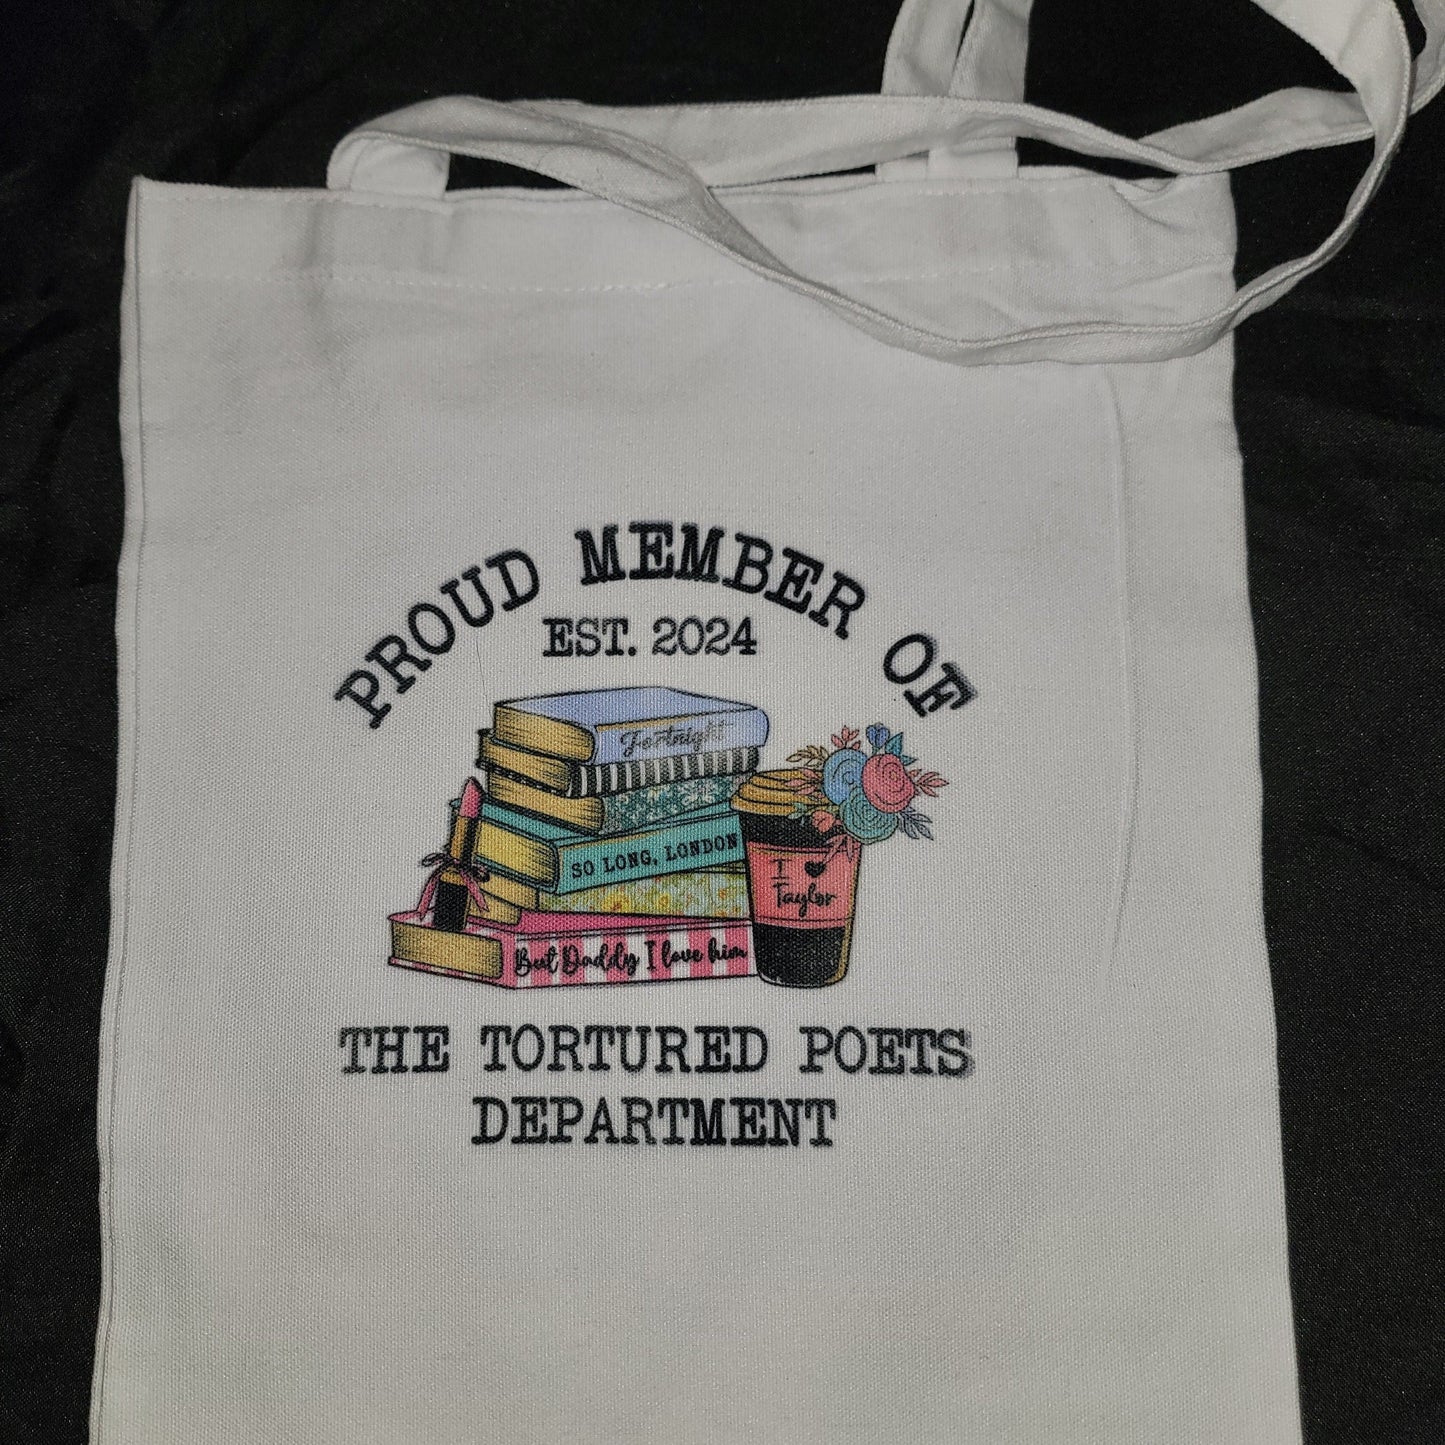 PROUD MEMBER OF
EST. 2024
Fortnight
SO LONG, LONDON
I ♥
Taylor
But Daddy I love him
THE TORTURED POETS
DEPARTMENT